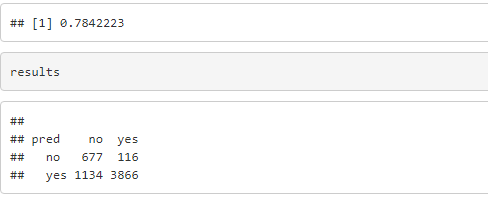 ## [1] 0.7842223
results
##
## pred    no  yes
##   no   677  116
##   yes 1134 3866